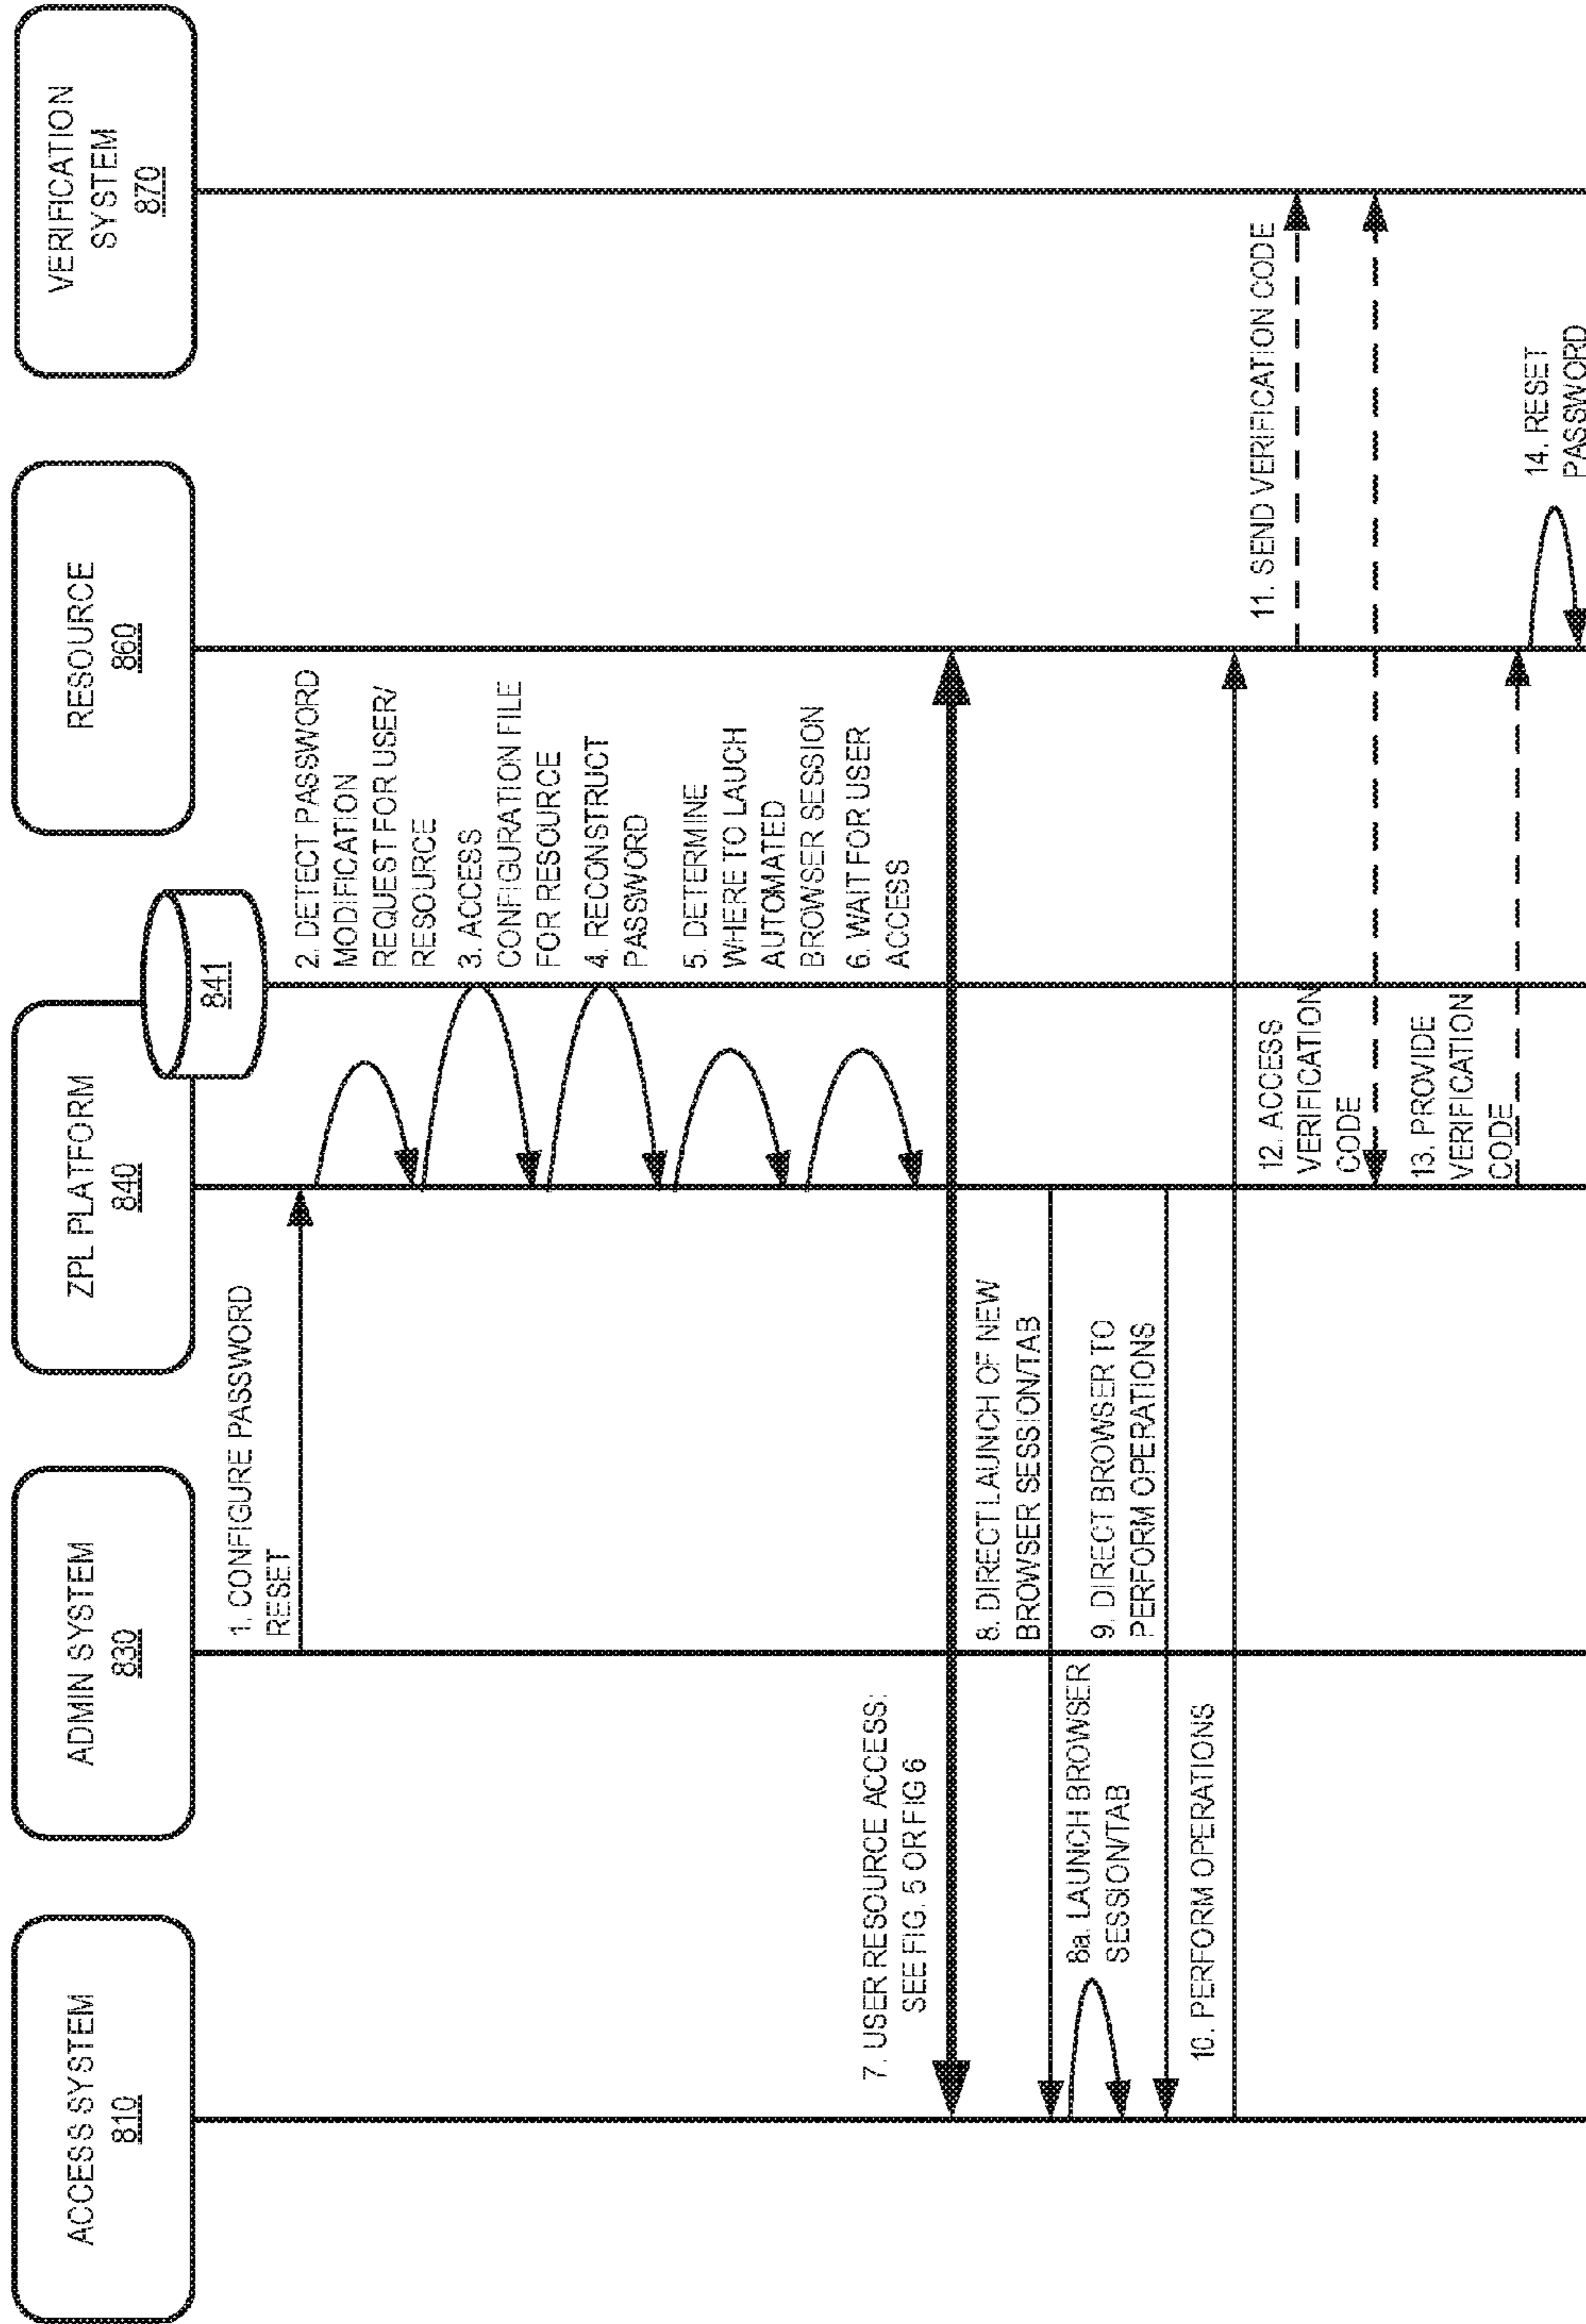 ACCESS SYSTEM
810
ADMIN SYSTEM
830
ZPL PLATFORM
840
841
RESOURCE
860
VERIFICATION
SYSTEM
870
1. CONFIGURE PASSWORD
RESET
2. DETECT PASSWORD
MODIFICATION
REQUEST FOR USER/
RESOURCE
3. ACCESS
CONFIGURATION FILE
FOR RESOURCE
4. RECONSTRUCT
PASSWORD
5. DETERMINE
WHERE TO LAUCH
AUTOMATED
BROWSER SESSION
6. WAIT FOR USER
ACCESS
7. USER RESOURCE ACCESS:
SEE FIG. 5 OR FIG 6
8. DIRECT LAUNCH OF NEW
BROWSER SESSION/TAB
8a. LAUNCH BROWSER
SESSION/TAB
9. DIRECT BROWSER TO
PERFORM OPERATIONS
10. PERFORM OPERATIONS
11. SEND VERIFICATION CODE
12. ACCESS
VERIFICATION
CODE
13. PROVIDE
VERIFICATION
CODE
14. RESET
PASSWORD